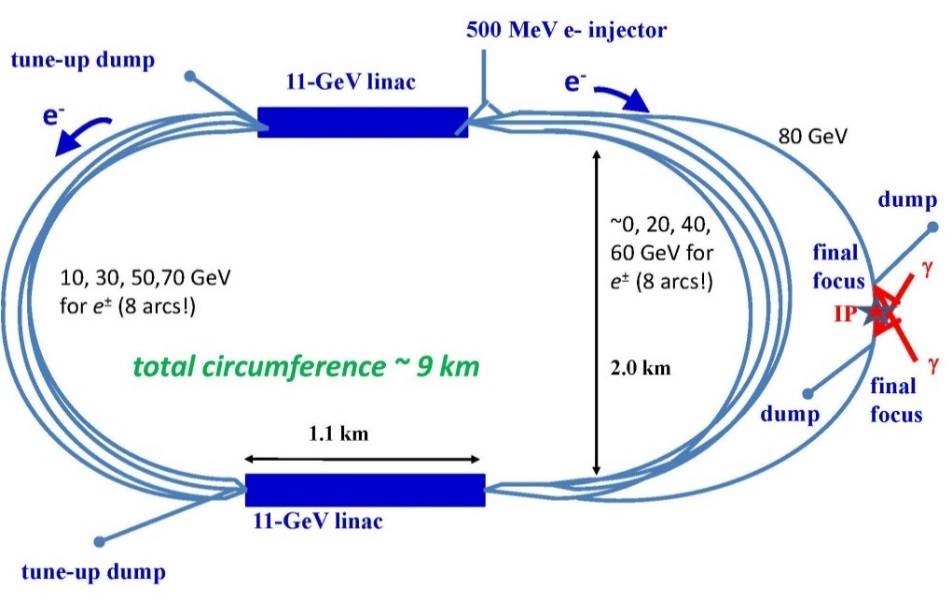 500 MeV e- injector
tune-up dump
11-GeV linac
e-
e-
80 GeV
dump
~0, 20, 40,
60 GeV for
e± (8 arcs!)
final
focus
γ
10, 30, 50,70 GeV
for e± (8 arcs!)
IP
total circumference ~ 9 km
2.0 km
γ
final
focus
dump
1.1 km
11-GeV linac
tune-up dump